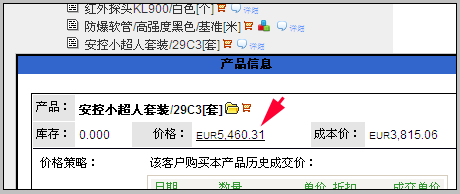 红外探头KL900/白色[个] 详细
防爆软管/高强度黑色/基准[米] 详细
安控小超人套装/29C3[套] 详细
产品信息
产品： 安控小超人套装/29C3[套]
库存： 0.000 价格： EUR5,460.31 成本价： EUR3,815.06
价格策略： 该客户购买本产品历史成交价：
日期 数量 单价 折扣 成交单价